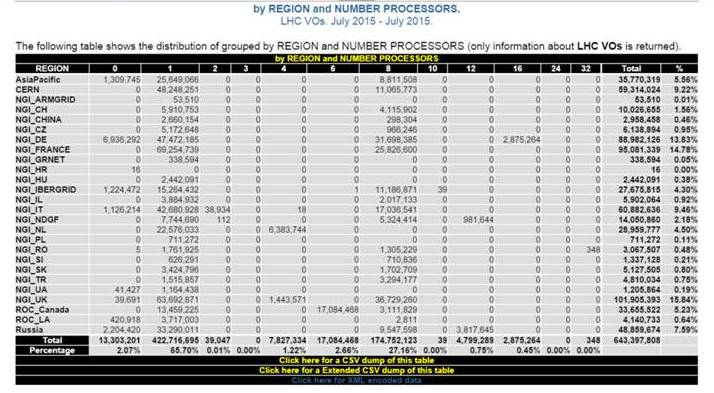 by REGION and NUMBER PROCESSORS.
LHC VOs. July 2015 - July 2015.
The following table shows the distribution of grouped by REGION and NUMBER PROCESSORS (only information about LHC VOs is returned).
by REGION and NUMBER PROCESSORS
REGION 0 1 2 3 4 6 8 10 12 16 24 32 Total %
AsiaPacific 1,309,745 25,649,066 0 0 0 0 8,811,508 0 0 0 0 0 35,770,319 5.56%
CERN 0 48,248,251 0 0 0 0 11,065,773 0 0 0 0 0 59,314,024 9.22%
NGI_ARMGRID 0 53,510 0 0 0 0 0 0 0 0 0 0 53,510 0.01%
NGI_CH 0 5,910,753 0 0 0 0 4,115,902 0 0 0 0 0 10,026,655 1.56%
NGI_CHINA 0 2,660,154 0 0 0 0 298,304 0 0 0 0 0 2,958,458 0.46%
NGI_CZ 0 5,172,648 0 0 0 0 966,246 0 0 0 0 0 6,138,894 0.95%
NGI_DE 6,936,292 47,472,185 0 0 0 0 31,698,385 0 0 2,875,264 0 0 88,982,126 13.83%
NGI_FRANCE 0 69,254,739 0 0 0 0 25,826,600 0 0 0 0 0 95,081,339 14.78%
NGI_GRNET 0 338,594 0 0 0 0 0 0 0 0 0 0 338,594 0.05%
NGI_HR 16 0 0 0 0 0 0 0 0 0 0 0 16 0.00%
NGI_HU 0 2,442,091 0 0 0 0 0 0 0 0 0 0 2,442,091 0.38%
NGI_IBERGRID 1,224,472 15,264,432 0 0 0 1 11,186,871 39 0 0 0 0 27,675,815 4.30%
NGI_IL 0 3,884,932 0 0 0 0 2,017,133 0 0 0 0 0 5,902,064 0.92%
NGI_IT 1,126,214 42,680,928 38,934 0 18 0 17,036,541 0 0 0 0 0 60,882,636 9.46%
NGI_NDGF 0 7,744,690 112 0 0 0 5,324,414 0 981,644 0 0 0 14,050,860 2.18%
NGI_NL 0 22,576,033 0 0 6,383,744 0 0 0 0 0 0 0 28,959,777 4.50%
NGI_PL 0 711,272 0 0 0 0 0 0 0 0 0 0 711,272 0.11%
NGI_RO 5 1,761,925 0 0 0 0 1,305,229 0 0 0 0 348 3,067,507 0.48%
NGI_SI 0 626,291 0 0 0 0 710,836 0 0 0 0 0 1,337,128 0.21%
NGI_SK 0 3,424,796 0 0 0 0 1,702,709 0 0 0 0 0 5,127,505 0.80%
NGI_TR 0 1,515,857 0 0 0 0 3,294,177 0 0 0 0 0 4,810,034 0.75%
NGI_UA 41,427 1,164,438 0 0 0 0 0 0 0 0 0 0 1,205,864 0.19%
NGI_UK 39,691 63,692,871 0 0 1,443,571 0 36,729,260 0 0 0 0 0 101,905,393 15.84%
ROC_Canada 0 13,459,225 0 0 0 17,084,468 3,111,829 0 0 0 0 0 33,655,522 5.23%
ROC_LA 420,918 3,717,003 0 0 0 0 2,811 0 0 0 0 0 4,140,733 0.64%
Russia 2,204,420 33,290,011 0 0 0 0 9,547,598 0 3,817,645 0 0 0 48,859,674 7.59%
Total 13,303,201 422,716,695 39,047 0 7,827,334 17,084,468 174,752,123 39 4,799,289 2,875,264 0 348 643,397,808
Percentage 2.07% 65.70% 0.01% 0.00% 1.22% 2.66% 27.16% 0.00% 0.75% 0.45% 0.00% 0.00%
Click here for a CSV dump of this table
Click here for a Extended CSV dump of this table
Click here for XML encoded data